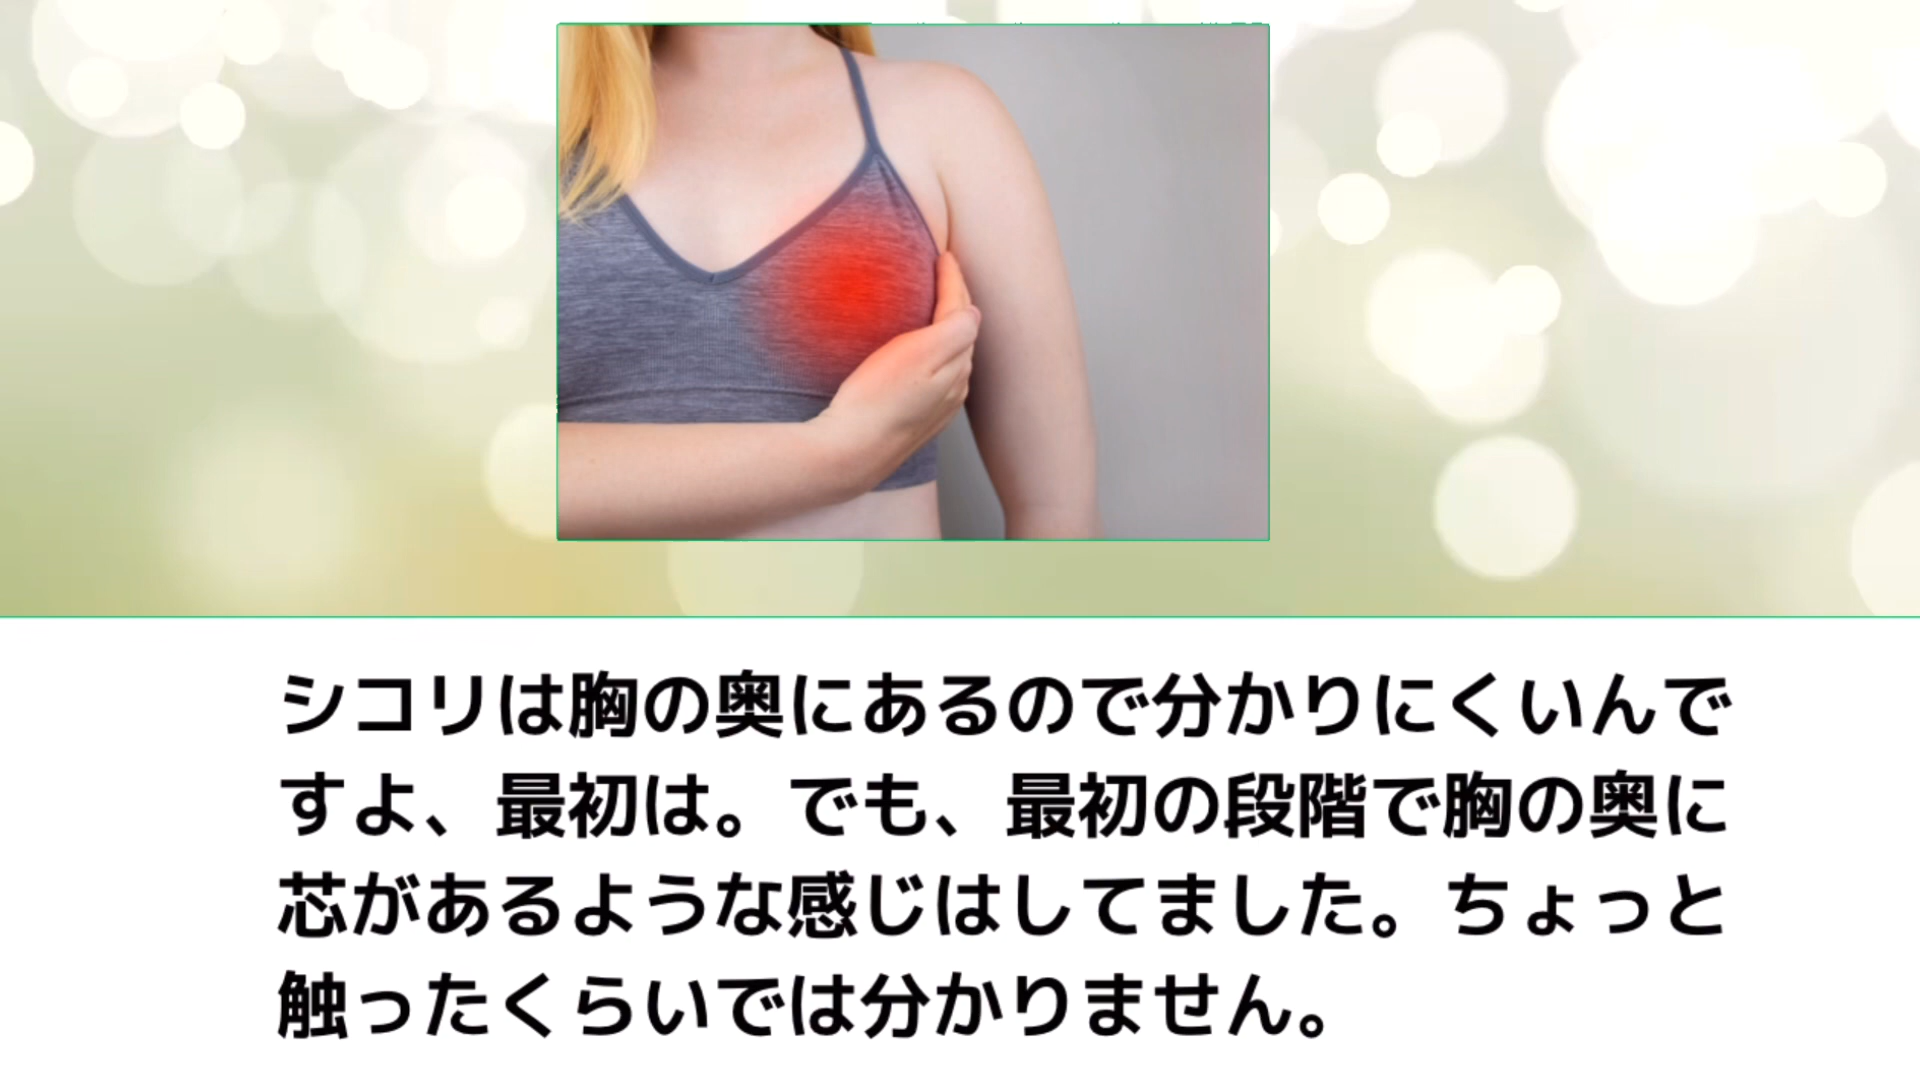 シコリは胸の奥にあるので分かりにくいんで
すよ、最初は。でも、最初の段階で胸の奥に
芯があるような感じはしてました。ちょっと
触ったくらいでは分かりません。